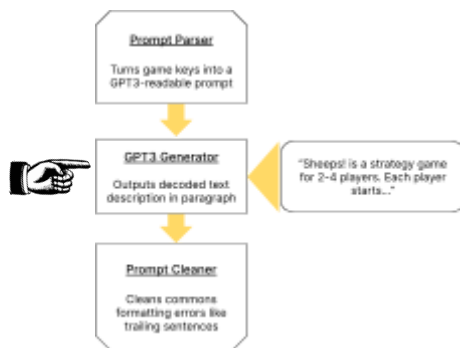 Prompt Parser
Turns game keys into a
GPT3-readable prompt
GPT3 Generator
Outputs decoded text
description in paragraph
"Sheeps! is a strategy game
for 2-4 players. Each player
starts..."
Prompt Cleaner
Cleans commons
formatting errors like
trailing sentences